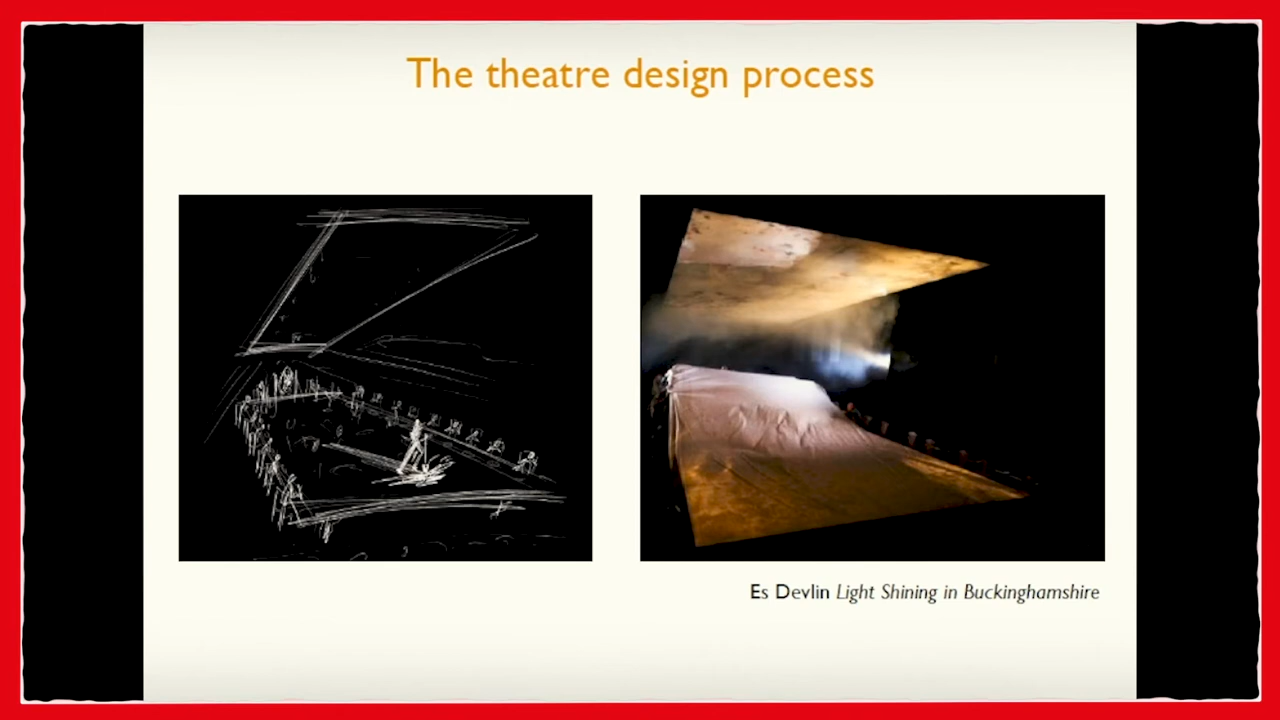 The theatre design process
Es Devlin Light Shining in Buckinghamshire